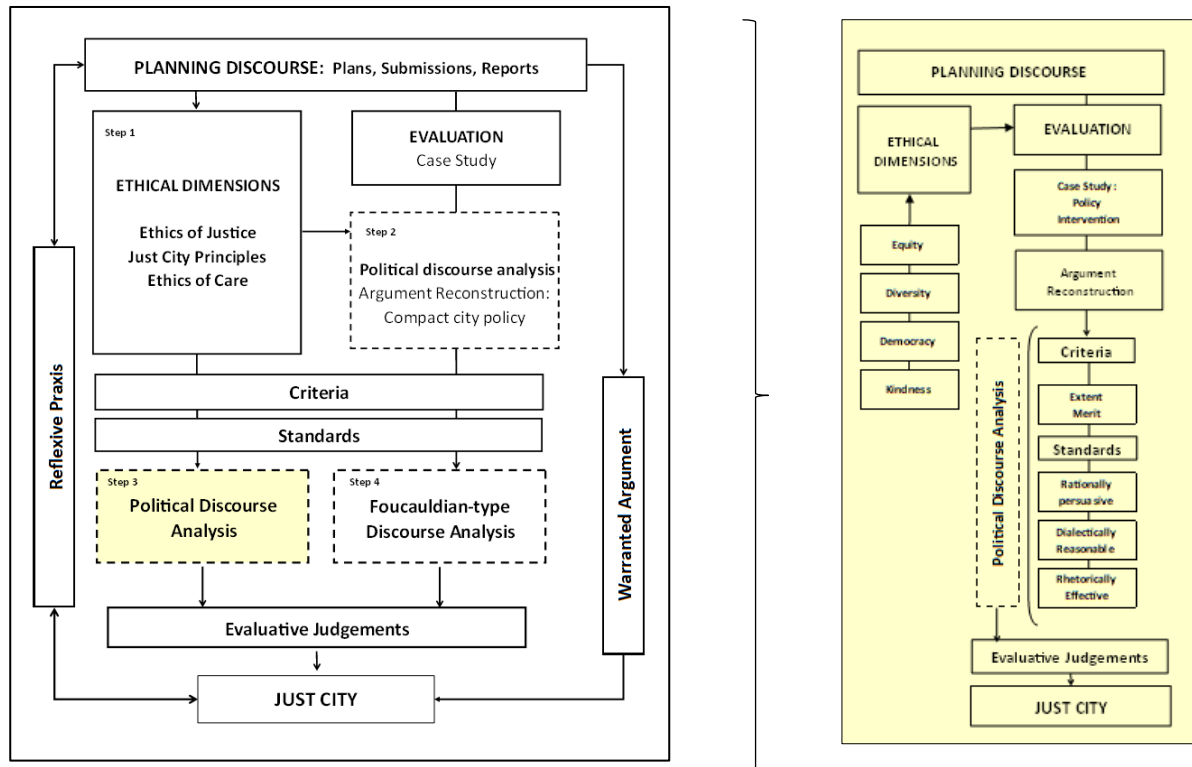 PLANNING DISCOURSE: Plans, Submissions, Reports
Step 1
ETHICAL DIMENSIONS
Ethics of Justice
Just City Principles
Ethics of Care
EVALUATION
Case Study
Step 2
Political discourse analysis
Argument Reconstruction:
Compact city policy
Reflexive Praxis
Warranted Argument
Criteria
Standards
Step 3
Political Discourse
Analysis
Step 4
Foucauldian-type
Discourse Analysis
Evaluative Judgements
JUST CITY
PLANNING DISCOURSE
ETHICAL
DIMENSIONS
Equity
Diversity
Democracy
Kindness
EVALUATION
Case Study :
Policy
Intervention
Argument
Reconstruction
Political Discourse Analysis
Criteria
Extent
Merit
Standards
Rationally
persuasive
Dialectically
Reasonable
Rhetorically
Effective
Evaluative Judgements
JUST CITY